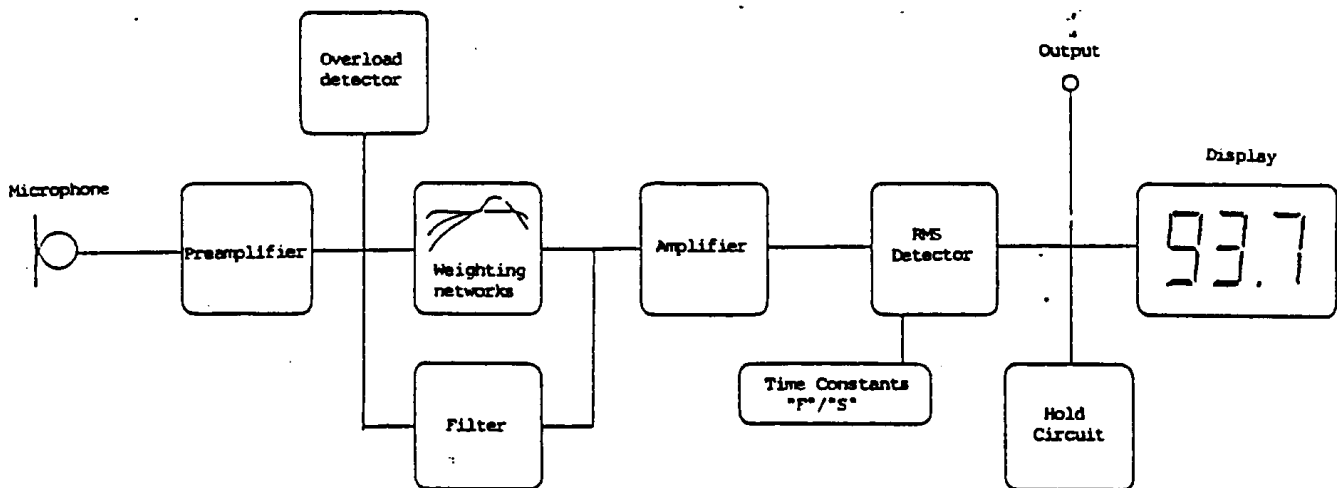 Overload
detector
Output
Display
Microphone
Preamplifier
Weighting
networks
Amplifier
RMS
Detector
93.7
Time Constants
"F"/"S"
Filter
Hold
Circuit